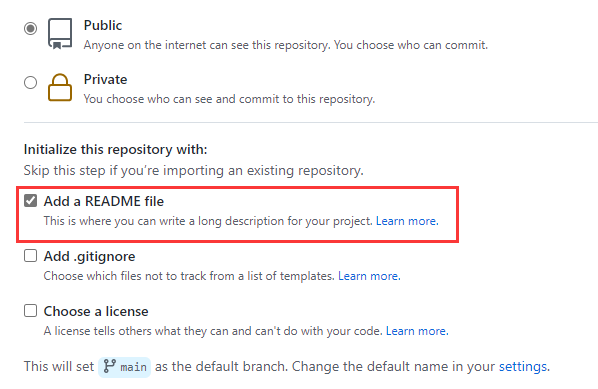 Public
Anyone on the internet can see this repository. You choose who can commit.
Private
You choose who can see and commit to this repository.
Initialize this repository with:
Skip this step if you're importing an existing repository.
Add a README file
This is where you can write a long description for your project. Learn more.
Add .gitignore
Choose which files not to track from a list of templates. Learn more.
Choose a license
A license tells others what they can and can't do with your code. Learn more.
This will set main as the default branch. Change the default name in your settings.